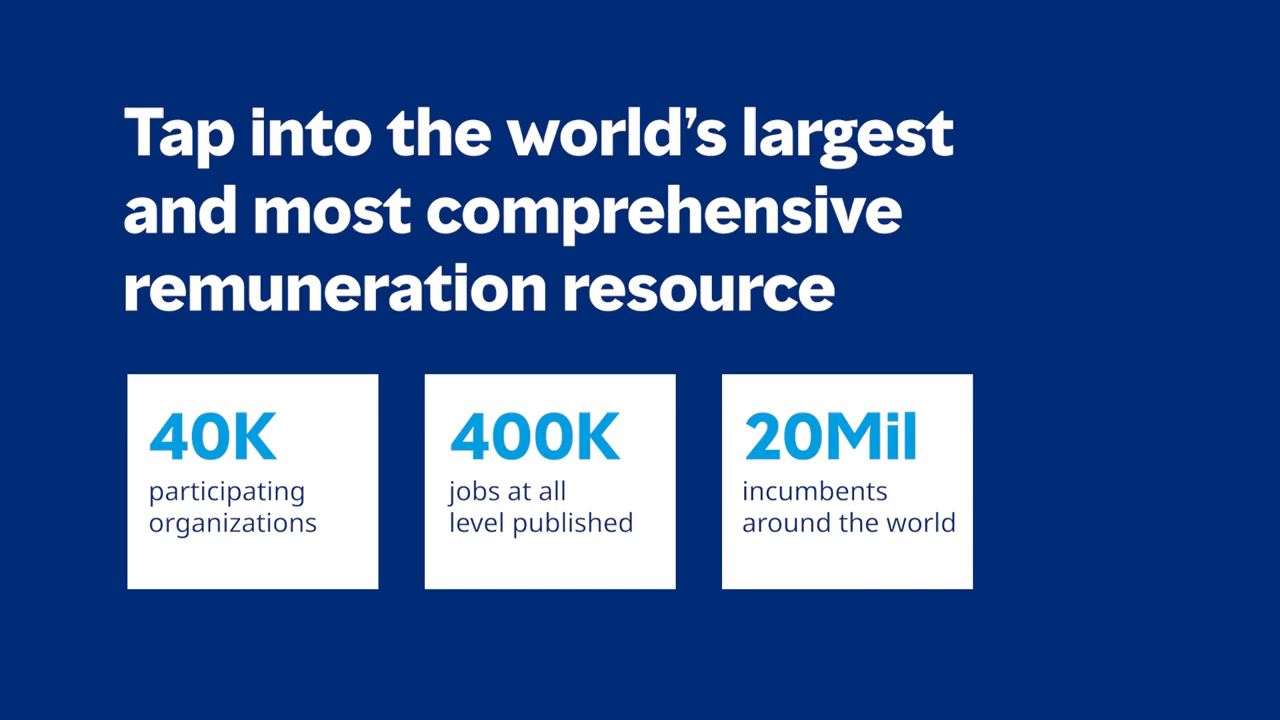 Tap into the world’s largest
and most comprehensive
remuneration resource
40K
participating
organizations
400K
jobs at all
level published
20Mil
incumbents
around the world